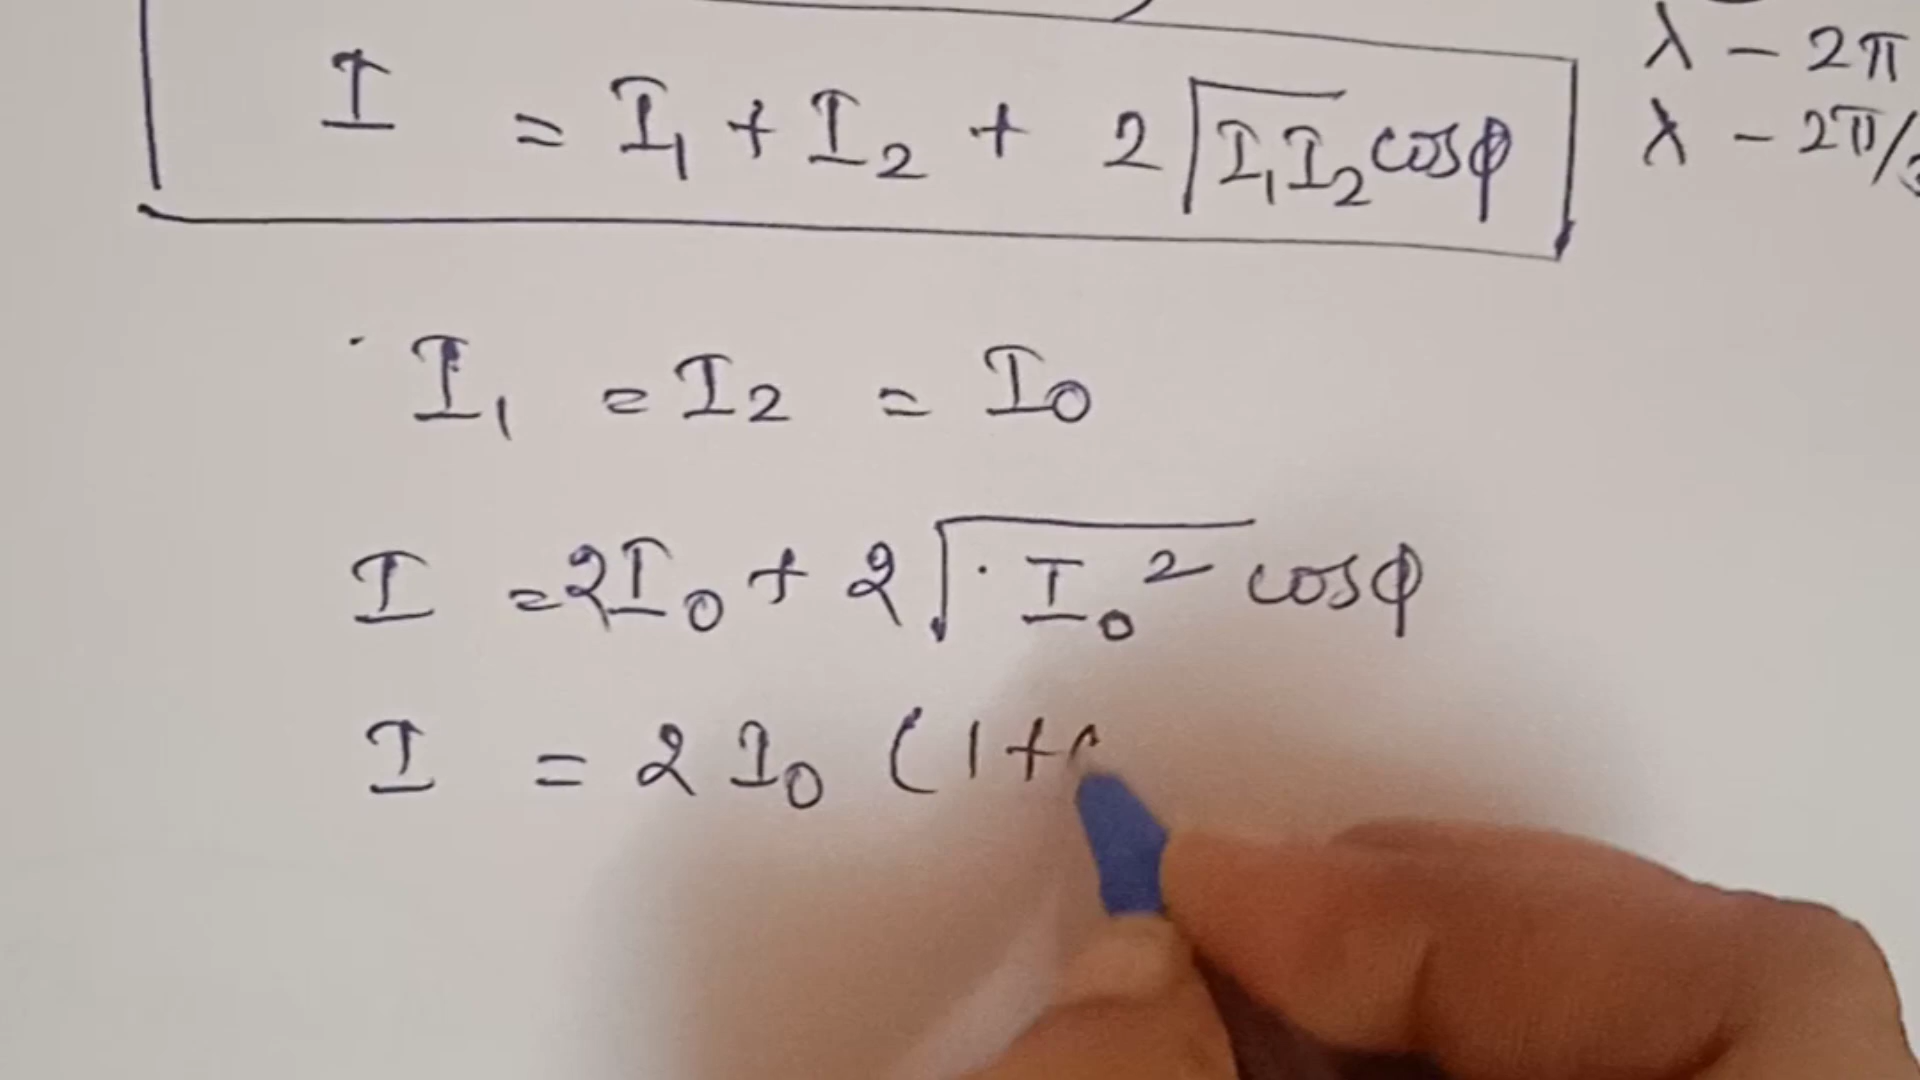 λ - 2π
I = I₁ + I₂ + 2√I₁I₂ cosφ
λ - 2π/
I₁ = I₂ = I₀
I = 2I₀ + 2√I₀² cosφ
I = 2I₀ (1+